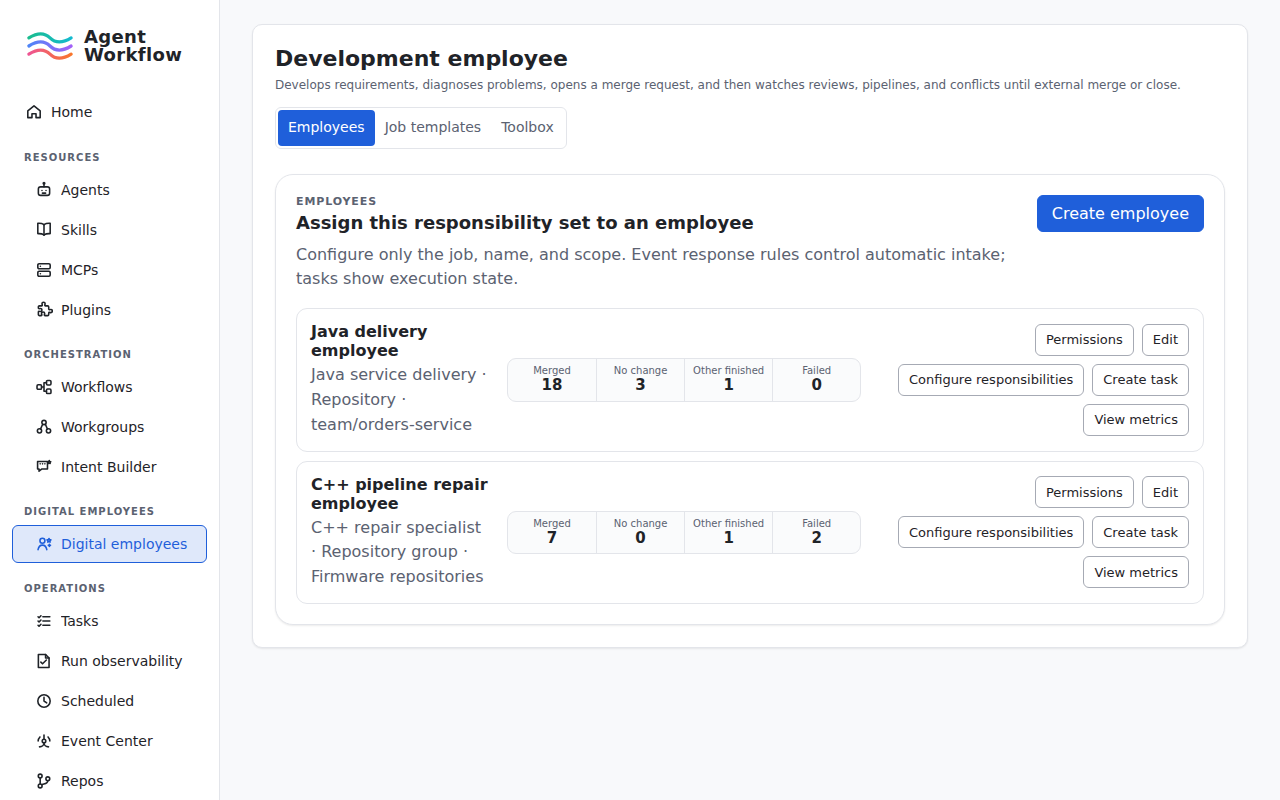 Agent
Workflow
Home
RESOURCES
Agents
Skills
MCPs
Plugins
ORCHESTRATION
Workflows
Workgroups
Intent Builder
DIGITAL EMPLOYEES
Digital employees
OPERATIONS
Tasks
Run observability
Scheduled
Event Center
Repos
Development employee
Develops requirements, diagnoses problems, opens a merge request, and then watches reviews, pipelines, and conflicts until external merge or close.
Employees
Job templates
Toolbox
EMPLOYEES
Assign this responsibility set to an employee
Create employee
Configure only the job, name, and scope. Event response rules control automatic intake;
tasks show execution state.
Java delivery
employee
Java service delivery ·
Repository ·
team/orders-service
Merged
18
No change
3
Other finished
1
Failed
0
Permissions
Edit
Configure responsibilities
Create task
View metrics
C++ pipeline repair
employee
C++ repair specialist
· Repository group ·
Firmware repositories
Merged
7
No change
0
Other finished
1
Failed
2
Permissions
Edit
Configure responsibilities
Create task
View metrics